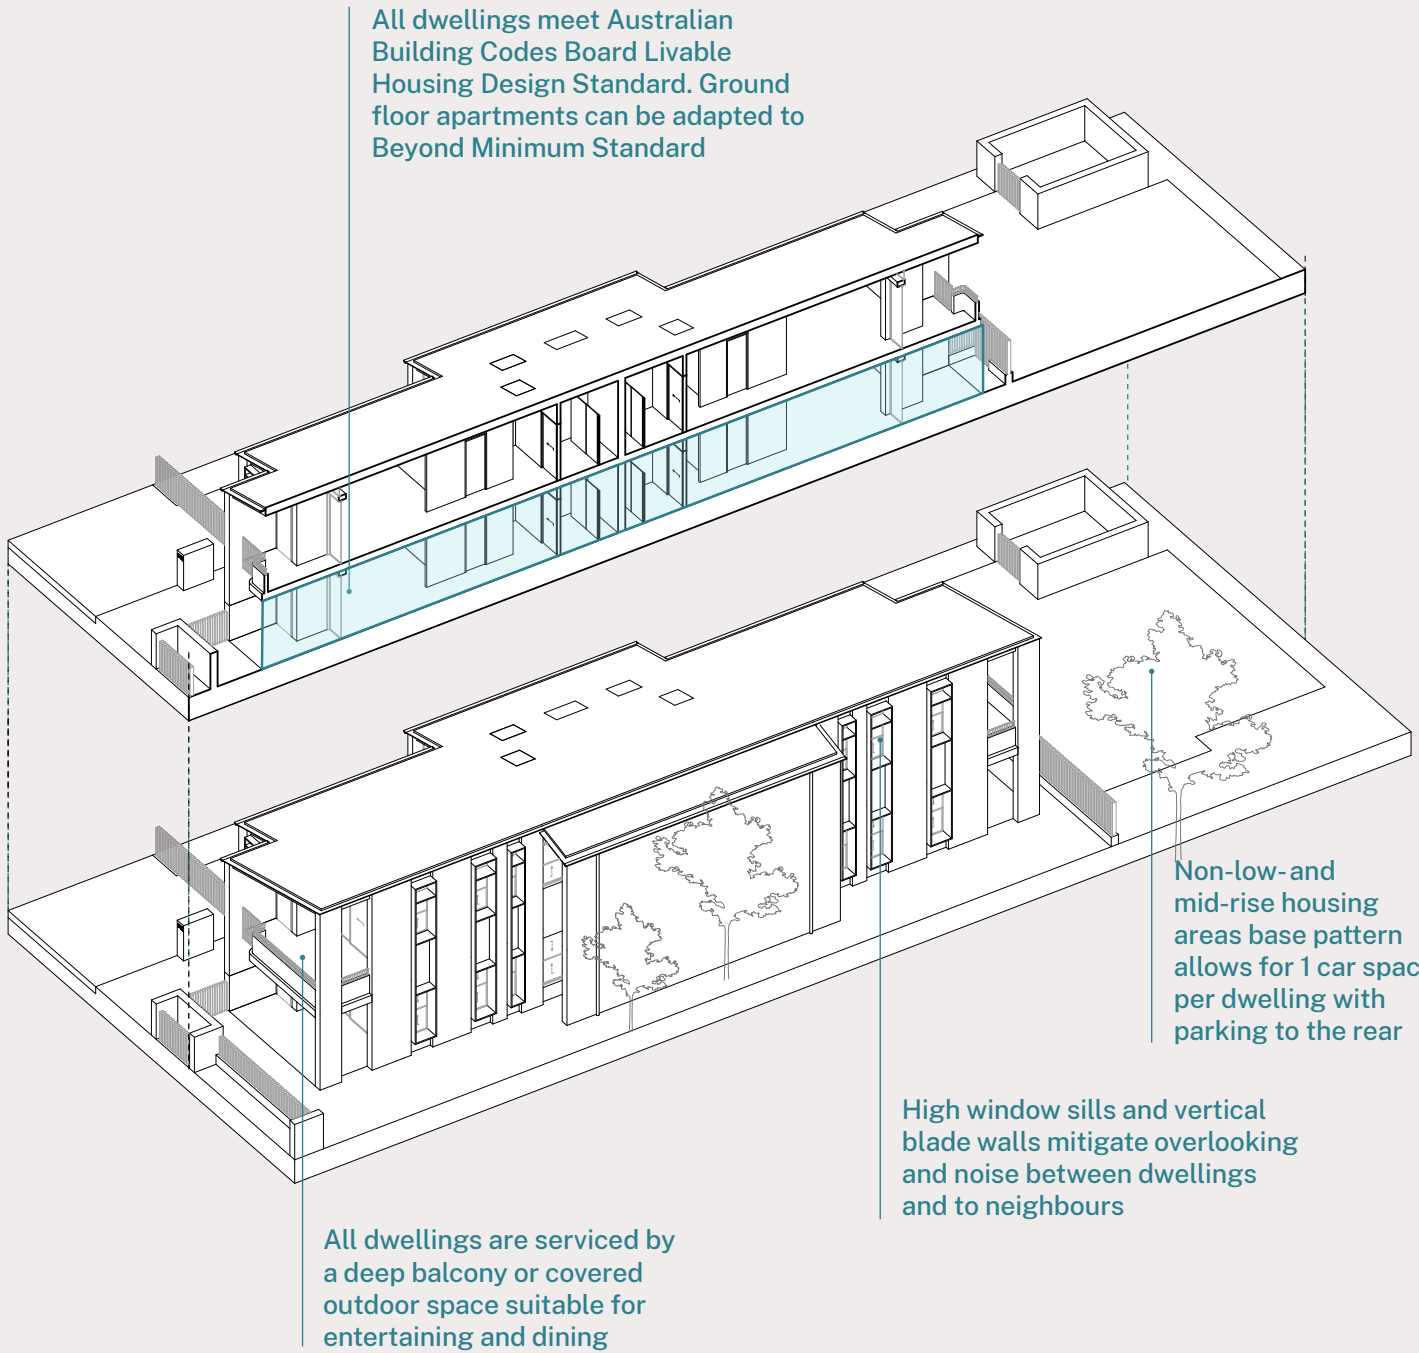 All dwellings meet Australian
Building Codes Board Livable
Housing Design Standard. Ground
floor apartments can be adapted to
Beyond Minimum Standard
Non-low- and
mid-rise housing
areas base pattern
allows for 1 car spac
per dwelling with
parking to the rear
High window sills and vertical
blade walls mitigate overlooking
and noise between dwellings
and to neighbours
All dwellings are serviced by
a deep balcony or covered
outdoor space suitable for
entertaining and dining